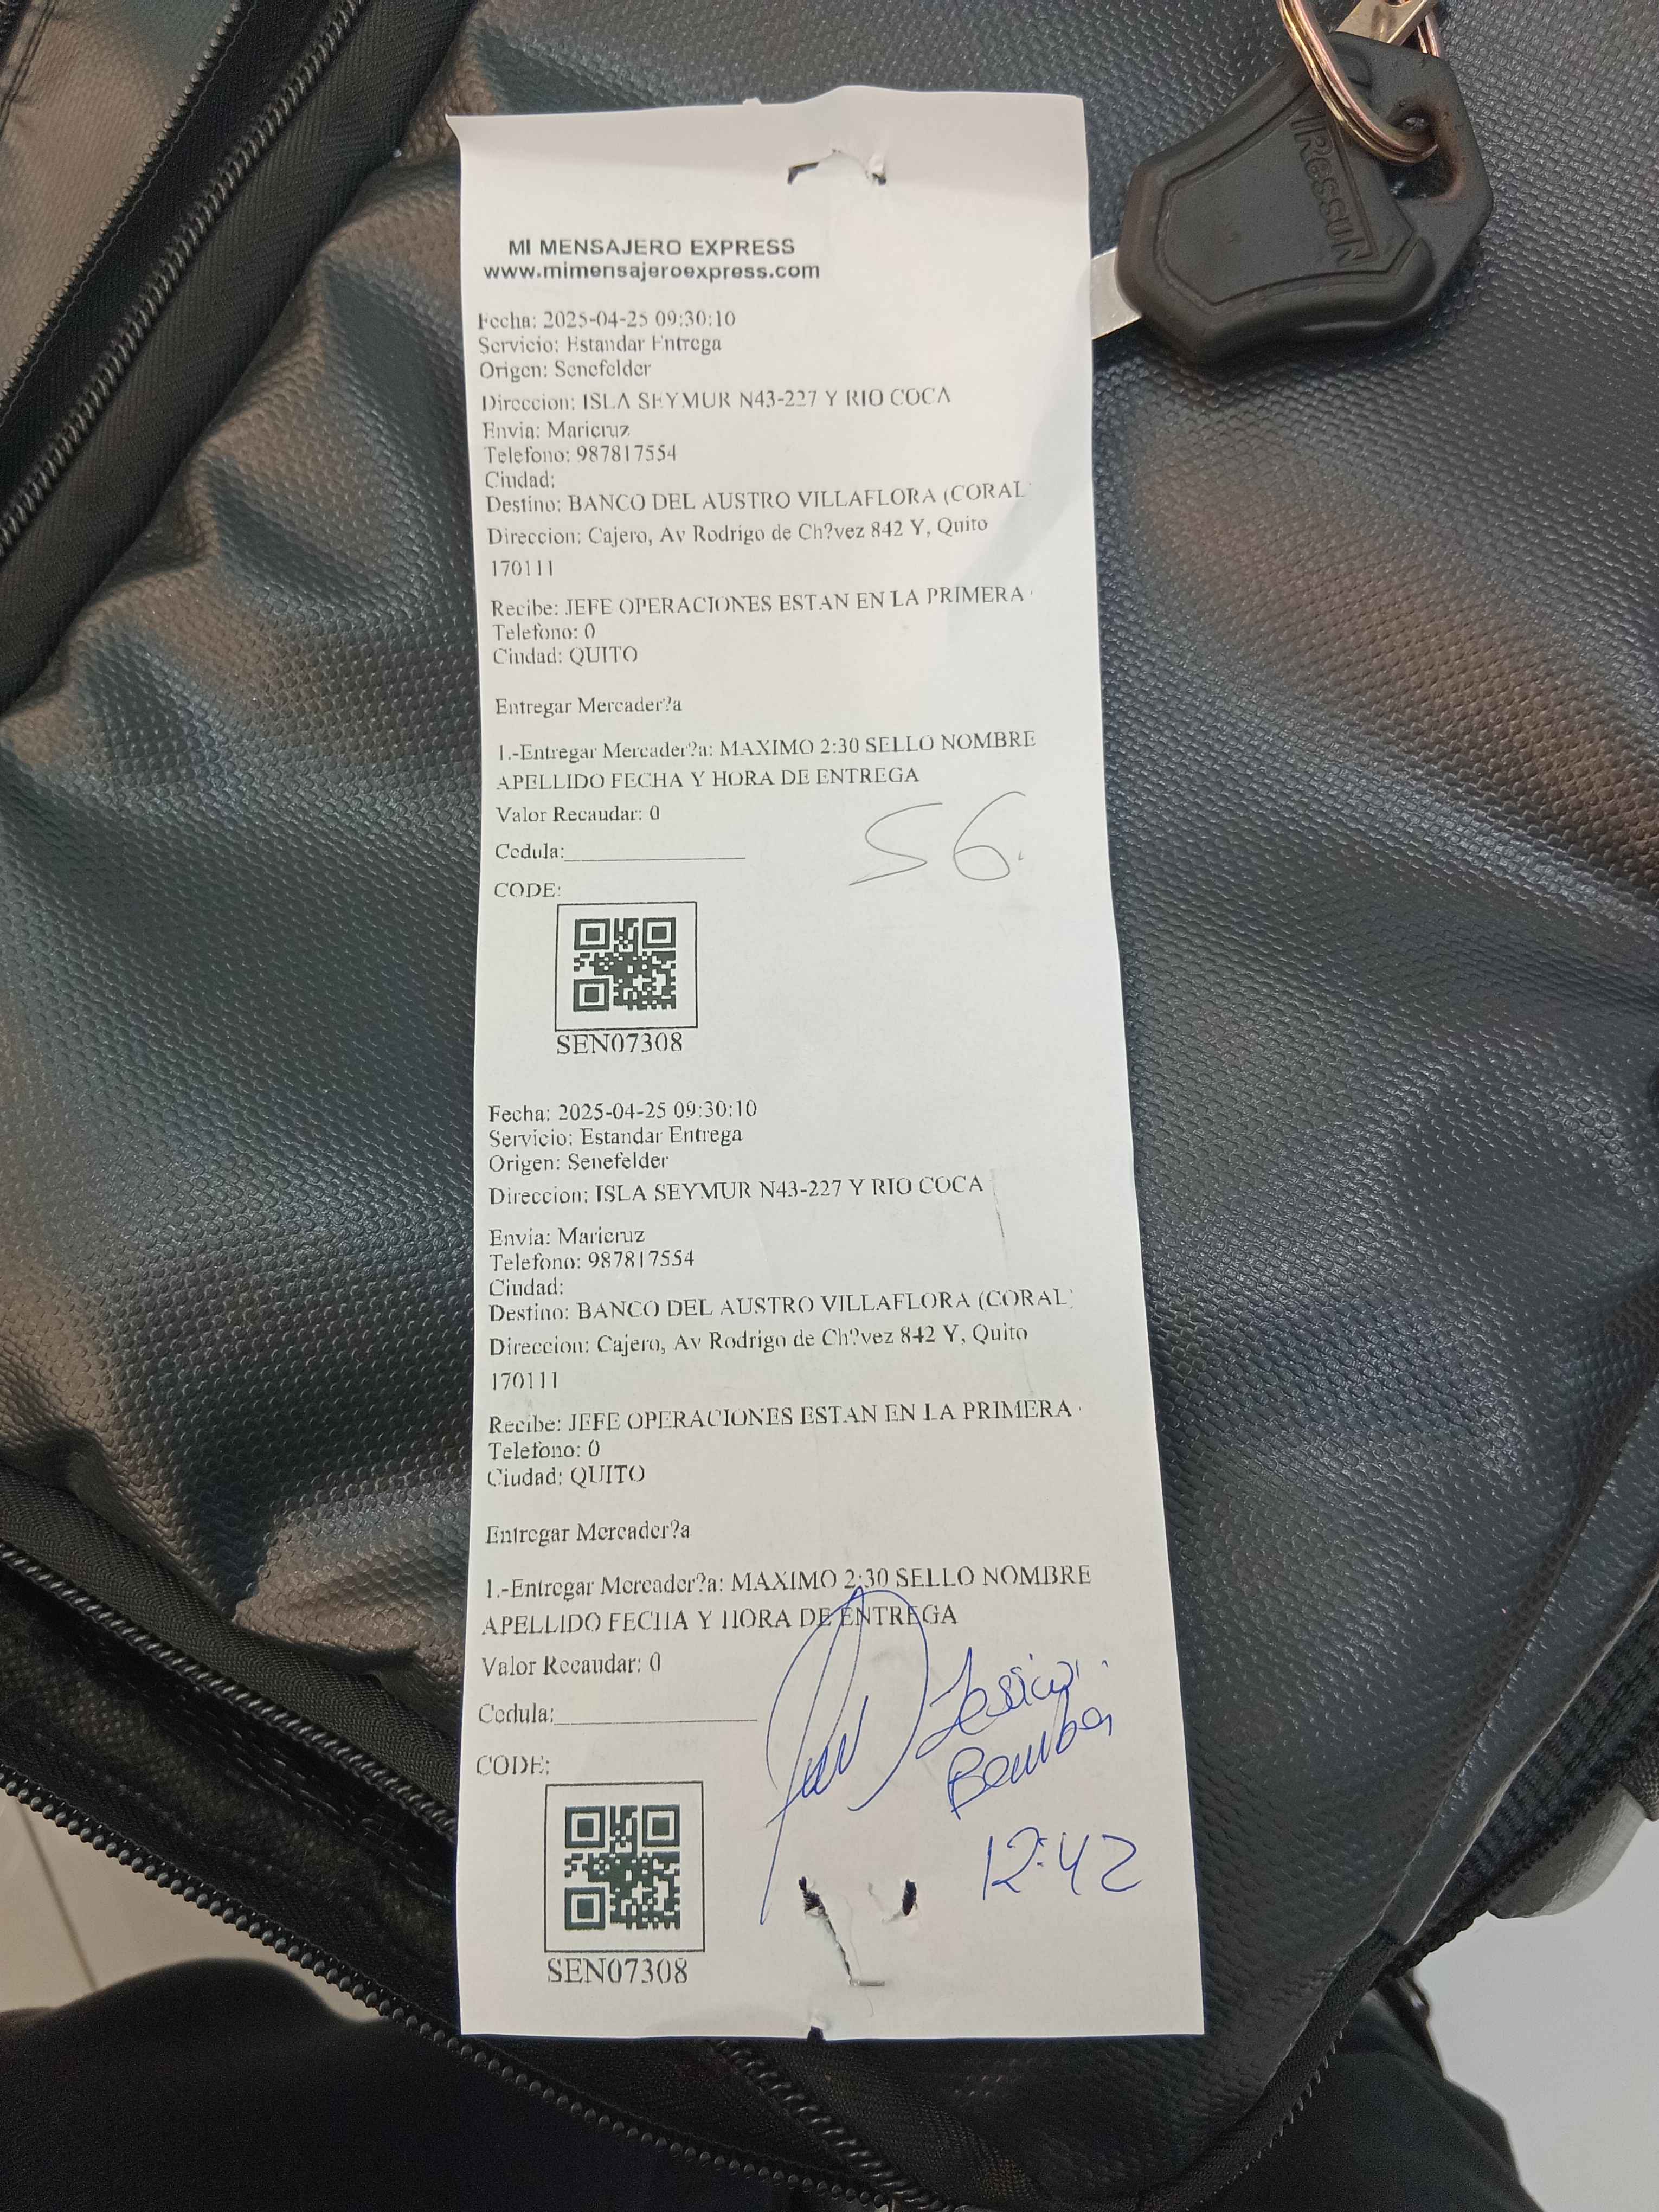 TRESSUN
MI MENSAJERO EXPRESS
www.mimensajeroexpress.com
Fecha: 2025-04-25 09:30:10
Servicio: Estandar Entrega
Origen: Senefelder
Direccion: ISLA SEYMUR N43-227 Y RIO COCA
Envia: Maricruz
Telefono: 987817554
Ciudad:
Destino: BANCO DEL AUSTRO VILLAFLORA (CORAL
Direccion: Cajero, Av Rodrigo de Ch?vez 842 Y, Quito
170111
Recibe: JEFE OPERACIONES ESTAN EN LA PRIMERA
Telefono: 0
Ciudad: QUITO
Entregar Mercader?a
1.-Entregar Mercader?a: MAXIMO 2:30 SELLO NOMBRE
APELLIDO FECHA Y HORA DE ENTREGA
Valor Recaudar: 0
56.
Cedula:
CODE:
SEN07308
Fecha: 2025-04-25 09:30:10
Servicio: Estandar Entrega
Origen: Senefelder
Direccion: ISLA SEYMUR N43-227 Y RIO COCA
Envia: Maricruz
Telefono: 987817554
Ciudad:
Destino: BANCO DEL AUSTRO VILLAFLORA (CORAL)
Direccion: Cajero, Av Rodrigo de Ch?vez 842 Y, Quito
170111
Recibe: JEFE OPERACIONES ESTAN EN LA PRIMERA
Telefono: 0
Ciudad: QUITO
Entregar Mercader?a
1.-Entregar Mercader?a: MAXIMO 2:30 SELLO NOMBRE
APELLIDO FECHA Y HORA DE ENTREGA
Valor Recaudar: 0
Jessica
Bamba
Cedula:
12:42
CODE:
SEN07308